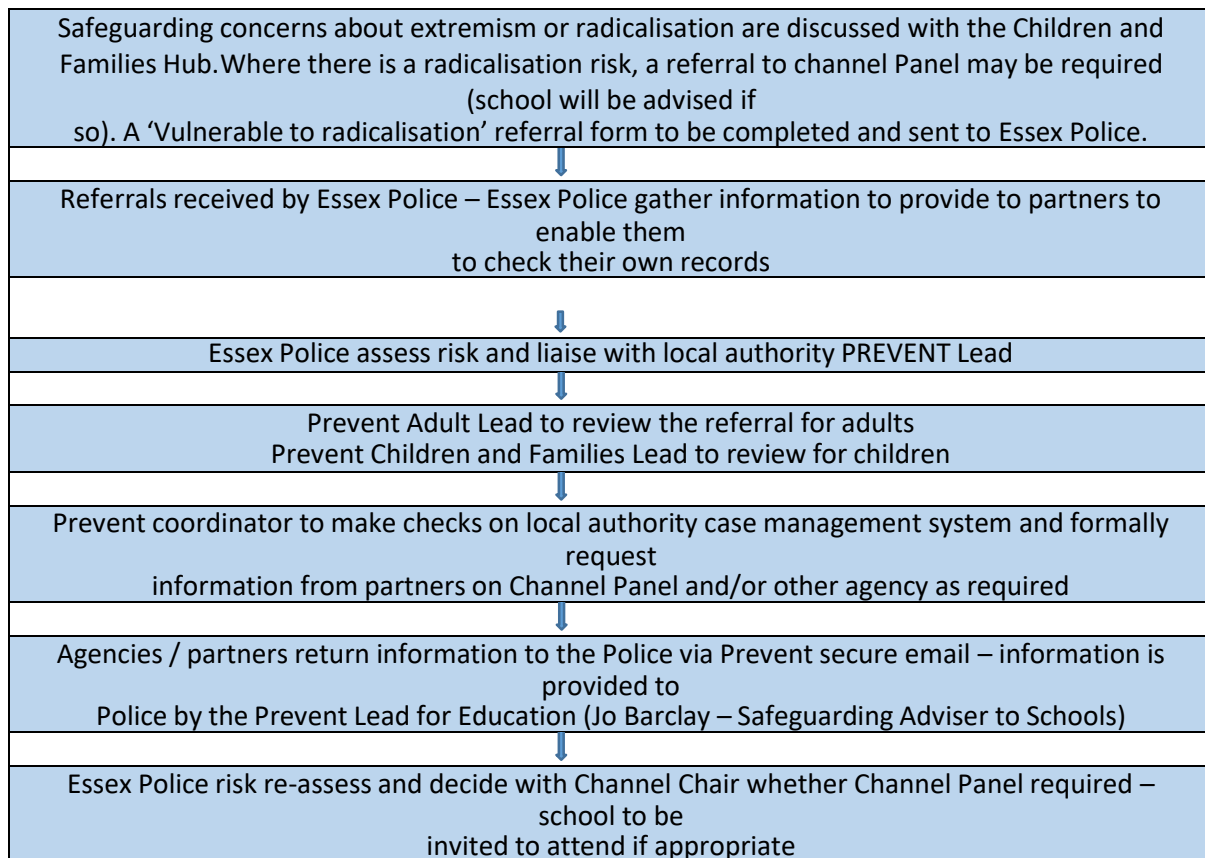 Safeguarding concerns about extremism or radicalisation are discussed with the Children and
Families Hub.Where there is a radicalisation risk, a referral to channel Panel may be required
(school will be advised if
so). A ‘Vulnerable to radicalisation’ referral form to be completed and sent to Essex Police.
Referrals received by Essex Police – Essex Police gather information to provide to partners to
enable them
to check their own records
Essex Police assess risk and liaise with local authority PREVENT Lead
Prevent Adult Lead to review the referral for adults
Prevent Children and Families Lead to review for children
Prevent coordinator to make checks on local authority case management system and formally
request
information from partners on Channel Panel and/or other agency as required
Agencies / partners return information to the Police via Prevent secure email – information is
provided to
Police by the Prevent Lead for Education (Jo Barclay – Safeguarding Adviser to Schools)
Essex Police risk re-assess and decide with Channel Chair whether Channel Panel required –
school to be
invited to attend if appropriate